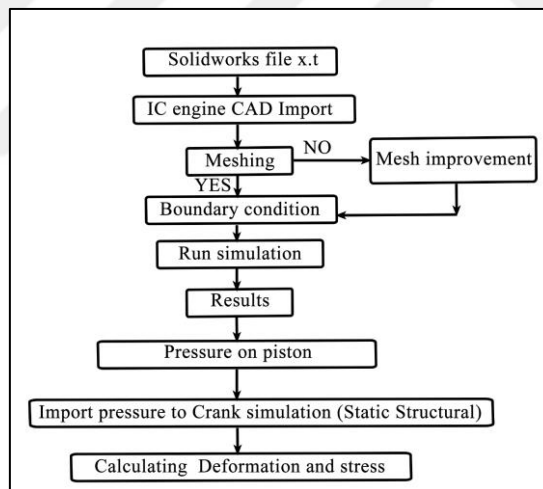 Solidworks file x.t
IC engine CAD Import
Meshing
NO
Mesh improvement
YES
Boundary condition
Run simulation
Results
Pressure on piston
Import pressure to Crank simulation (Static Structural)
Calculating Deformation and stress